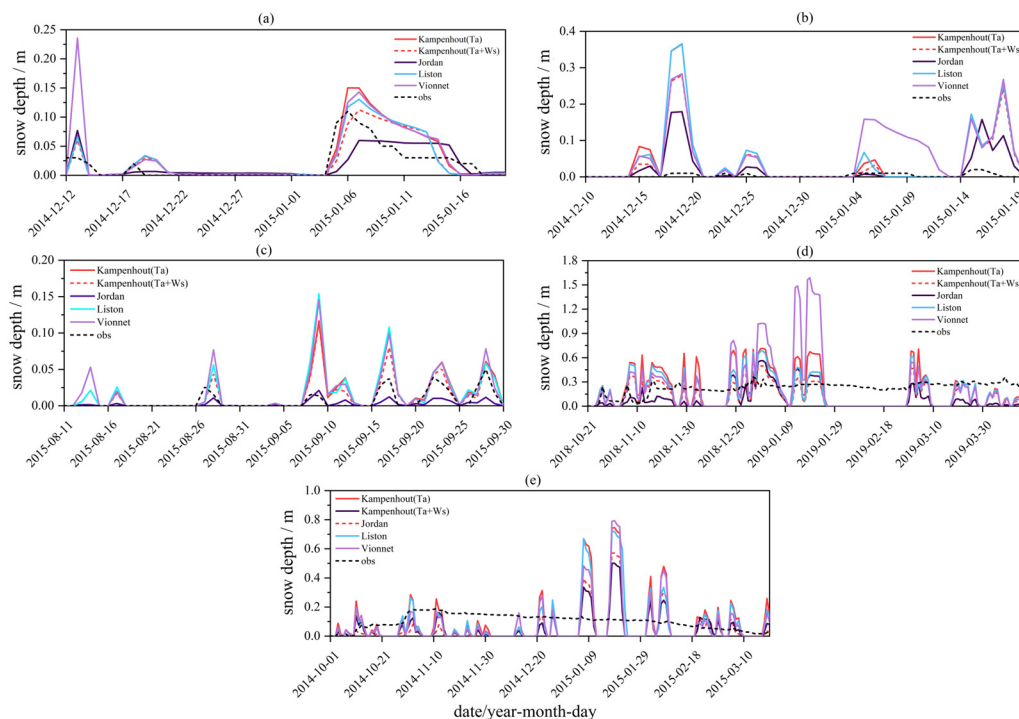 (a)
snow depth / m
0.25
0.20
0.15
0.10
0.05
0.00
Kampenhout(Ta)
Kampenhout(Ta+Ws)
Jordan
Liston
Vionnet
obs
2014-12-12
2014-12-17
2014-12-22
2014-12-27
2015-01-01
2015-01-06
2015-01-11
2015-01-16
(b)
snow depth / m
0.4
0.3
0.2
0.1
0.0
Kampenhout(Ta)
Kampenhout(Ta+Ws)
Jordan
Liston
Vionnet
obs
2014-12-10
2014-12-15
2014-12-20
2014-12-25
2014-12-30
2015-01-04
2015-01-09
2015-01-14
2015-01-19
(c)
snow depth / m
0.20
0.15
0.10
0.05
0.00
Kampenhout(Ta)
Kampenhout(Ta+Ws)
Jordan
Liston
Vionnet
obs
2015-08-11
2015-08-16
2015-08-21
2015-08-26
2015-08-31
2015-09-05
2015-09-10
2015-09-15
2015-09-20
2015-09-25
2015-09-30
(d)
snow depth / m
1.8
1.5
1.2
0.9
0.6
0.3
0.0
Kampenhout(Ta)
Kampenhout(Ta+Ws)
Jordan
Liston
Vionnet
obs
2018-10-21
2018-11-10
2018-11-30
2018-12-20
2019-01-09
2019-01-29
2019-02-18
2019-03-10
2019-03-30
(e)
snow depth / m
1.0
0.8
0.6
0.4
0.2
0.0
Kampenhout(Ta)
Kampenhout(Ta+Ws)
Jordan
Liston
Vionnet
obs
2014-10-01
2014-10-21
2014-11-10
2014-11-30
2014-12-20
2015-01-09
2015-01-29
2015-02-18
2015-03-10
date/year-month-day